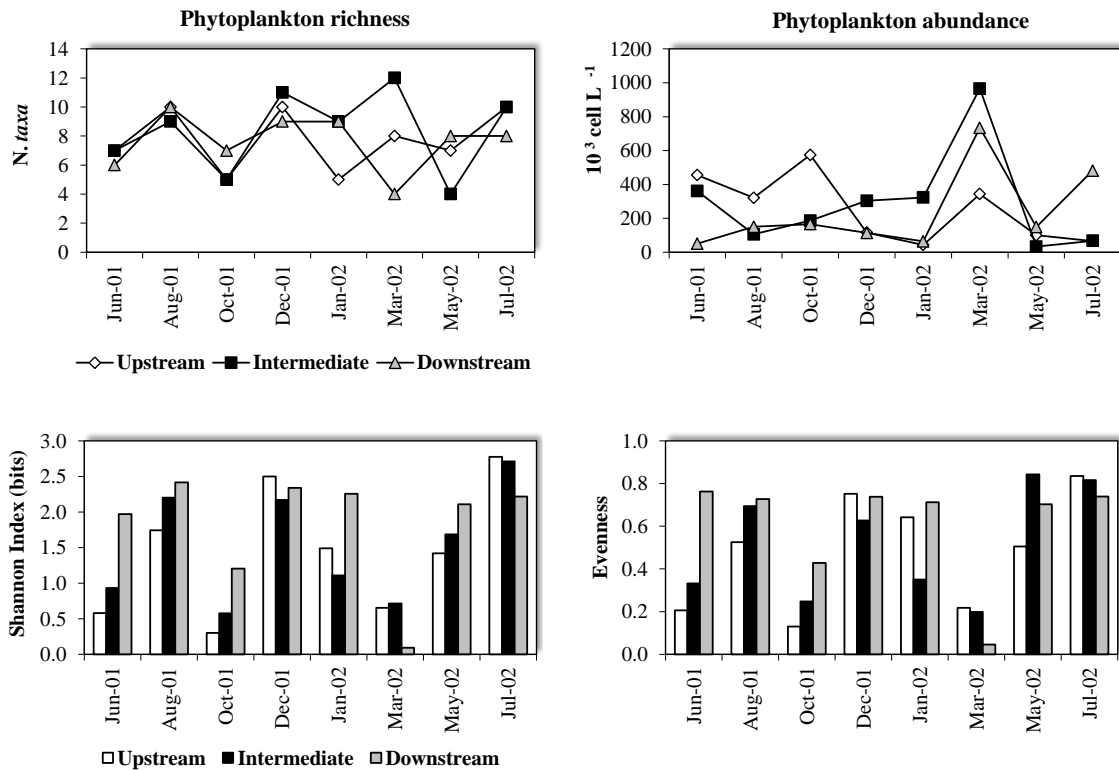 Phytoplankton richness
14
12
10
8
6
4
2
0
N. taxa
Jun-01
Aug-01
Oct-01
Dec-01
Jan-02
Mar-02
May-02
Jul-02
Upstream Intermediate Downstream
Phytoplankton abundance
1200
1000
800
600
400
200
0
10 ³ cell L ⁻¹
Jun-01
Aug-01
Oct-01
Dec-01
Jan-02
Mar-02
May-02
Jul-02
3.0
2.5
2.0
1.5
1.0
0.5
0.0
Shannon Index (bits)
Jun-01
Aug-01
Oct-01
Dec-01
Jan-02
Mar-02
May-02
Jul-02
Upstream Intermediate Downstream
1.0
0.8
0.6
0.4
0.2
0.0
Evenness
Jun-01
Aug-01
Oct-01
Dec-01
Jan-02
Mar-02
May-02
Jul-02